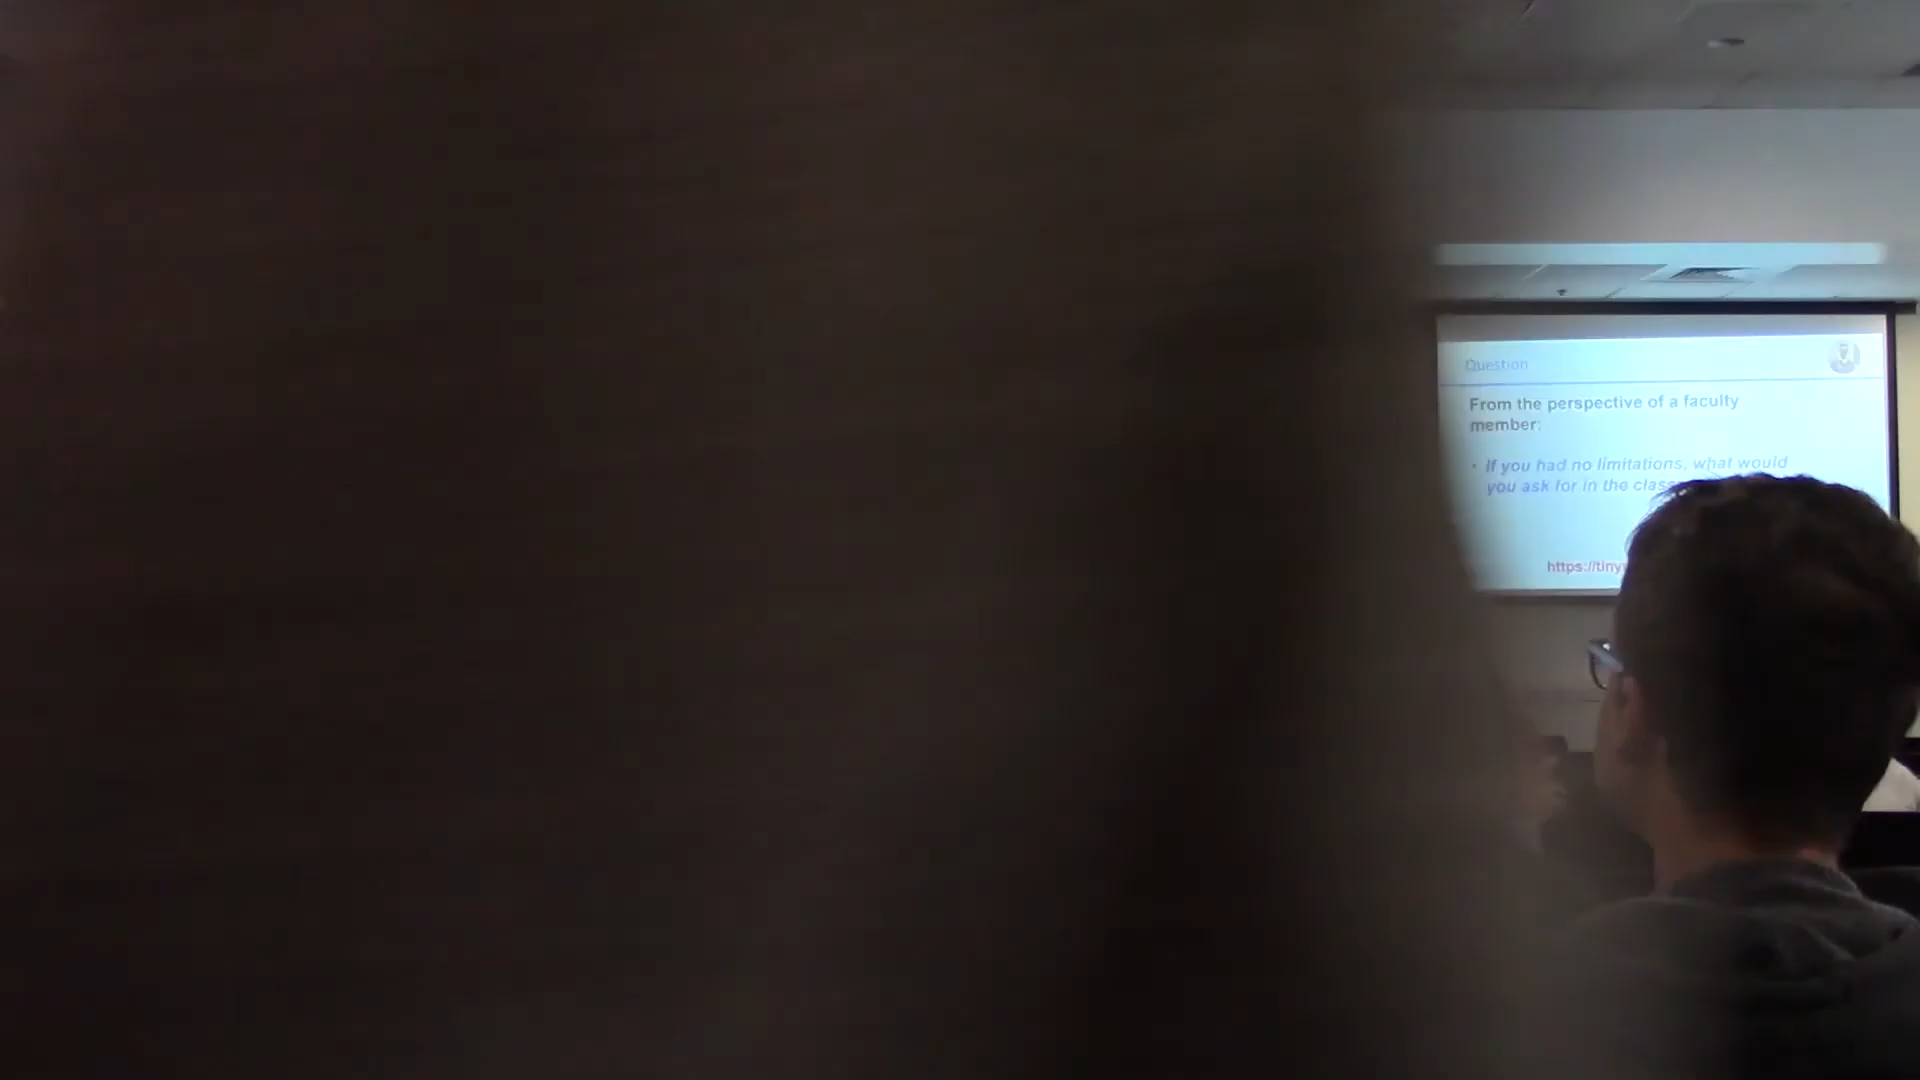 Question
From the perspective of a faculty
member:
• If you had no limitations, what would
you ask for in the
https://tiny